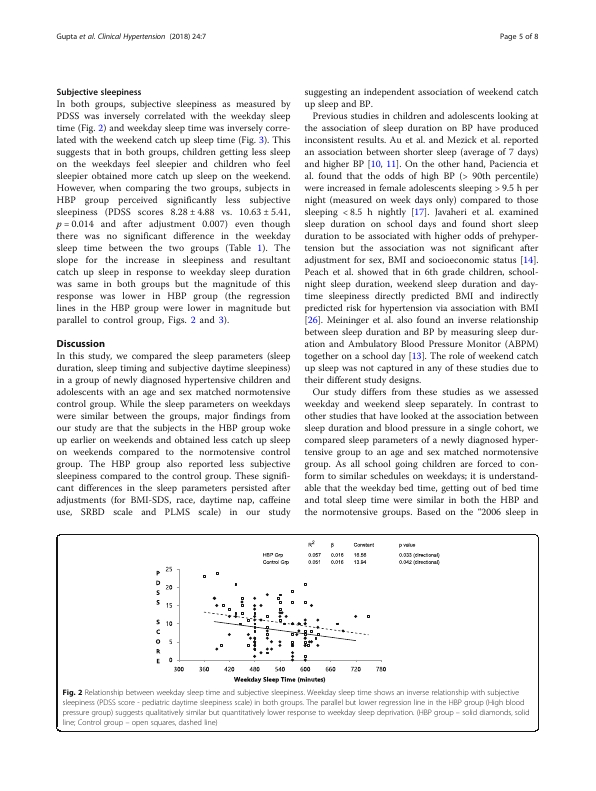 Gupta et al. Clinical Hypertension (2018) 24:7
Page 5 of 8
Subjective sleepiness
In both groups, subjective sleepiness as measured by
PDSS was inversely correlated with the weekday sleep
time (Fig. 2) and weekday sleep time was inversely corre-
lated with the weekend catch up sleep time (Fig. 3). This
suggests that in both groups, children getting less sleep
on the weekdays feel sleepier and children who feel
sleepier obtained more catch up sleep on the weekend.
However, when comparing the two groups, subjects in
HBP group perceived significantly less subjective
sleepiness (PDSS scores 8.28 ± 4.88 vs. 10.63 ± 5.41,
p = 0.014 and after adjustment 0.007) even though
there was no significant difference in the weekday
sleep time between the two groups (Table 1). The
slope for the increase in sleepiness and resultant
catch up sleep in response to weekday sleep duration
was same in both groups but the magnitude of this
response was lower in HBP group (the regression
lines in the HBP group were lower in magnitude but
parallel to control group, Figs. 2 and 3).
Discussion
In this study, we compared the sleep parameters (sleep
duration, sleep timing and subjective daytime sleepiness)
in a group of newly diagnosed hypertensive children and
adolescents with an age and sex matched normotensive
control group. While the sleep parameters on weekdays
were similar between the groups, major findings from
our study are that the subjects in the HBP group woke
up earlier on weekends and obtained less catch up sleep
on weekends compared to the normotensive control
group. The HBP group also reported less subjective
sleepiness compared to the control group. These signifi-
cant differences in the sleep parameters persisted after
adjustments (for BMI-SDS, race, daytime nap, caffeine
use, SRBD scale and PLMS scale) in our study
suggesting an independent association of weekend catch
up sleep and BP.
Previous studies in children and adolescents looking at
the association of sleep duration on BP have produced
inconsistent results. Au et al. and Mezick et al. reported
an association between shorter sleep (average of 7 days)
and higher BP [10, 11]. On the other hand, Paciencia et
al. found that the odds of high BP (> 90th percentile)
were increased in female adolescents sleeping > 9.5 h per
night (measured on week days only) compared to those
sleeping < 8.5 h nightly [17]. Javaheri et al. examined
sleep duration on school days and found short sleep
duration to be associated with higher odds of prehyper-
tension but the association was not significant after
adjustment for sex, BMI and socioeconomic status [14].
Peach et al. showed that in 6th grade children, school-
night sleep duration, weekend sleep duration and day-
time sleepiness directly predicted BMI and indirectly
predicted risk for hypertension via association with BMI
[26]. Meininger et al. also found an inverse relationship
between sleep duration and BP by measuring sleep dur-
ation and Ambulatory Blood Pressure Monitor (ABPM)
together on a school day [13]. The role of weekend catch
up sleep was not captured in any of these studies due to
their different study designs.
Our study differs from these studies as we assessed
weekday and weekend sleep separately. In contrast to
other studies that have looked at the association between
sleep duration and blood pressure in a single cohort, we
compared sleep parameters of a newly diagnosed hyper-
tensive group to an age and sex matched normotensive
group. As all school going children are forced to con-
form to similar schedules on weekdays; it is understand-
able that the weekday bed time, getting out of bed time
and total sleep time were similar in both the HBP and
the normotensive groups. Based on the "2006 sleep in
R² β Constant p value
HBP Grp 0.067 0.016 16.56 0.033 (directional)
Control Grp 0.051 0.016 13.94 0.042 (directional)
PDSS SCORE
25
20
15
10
5
0
300 360 420 480 540 600 660 720 780
Weekday Sleep Time (minutes)
Fig. 2 Relationship between weekday sleep time and subjective sleepiness. Weekday sleep time shows an inverse relationship with subjective
sleepiness (PDSS score - pediatric daytime sleepiness scale) in both groups. The parallel but lower regression line in the HBP group (High blood
pressure group) suggests qualitatively similar but quantitatively lower response to weekday sleep deprivation. (HBP group – solid diamonds, solid
line; Control group – open squares, dashed line)